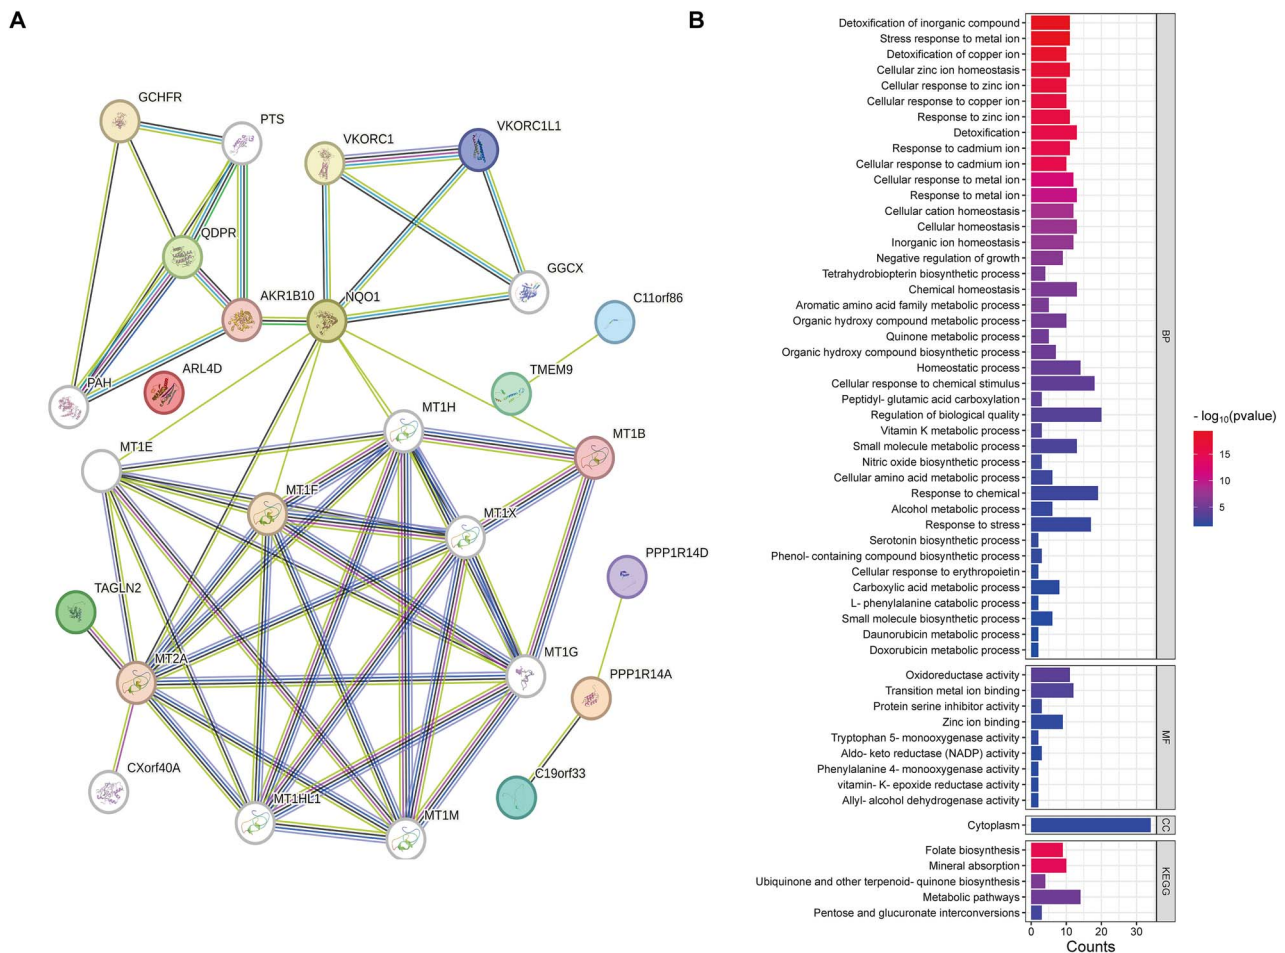 A
GCHFR
PTS
VKORC1
VKORC1L1
QDPR
GGCX
AKR1B10
NQO1
C11orf86
ARL4D
PAH
TMEM9
MT1H
MT1E
MT1B
MT1F
MT1X
PPP1R14D
TAGLN2
MT2A
MT1G
PPP1R14A
CXorf40A
C19orf33
MT1HL1
MT1M
B
Detoxification of inorganic compound
Stress response to metal ion
Detoxification of copper ion
Cellular zinc ion homeostasis
Cellular response to zinc ion
Cellular response to copper ion
Response to zinc ion
Detoxification
Response to cadmium ion
Cellular response to cadmium ion
Cellular response to metal ion
Response to metal ion
Cellular cation homeostasis
Cellular homeostasis
Inorganic ion homeostasis
Negative regulation of growth
Tetrahydrobiopterin biosynthetic process
Chemical homeostasis
Aromatic amino acid family metabolic process
Organic hydroxy compound metabolic process
Quinone metabolic process
Organic hydroxy compound biosynthetic process
Homeostatic process
Cellular response to chemical stimulus
Peptidyl- glutamic acid carboxylation
Regulation of biological quality
Vitamin K metabolic process
Small molecule metabolic process
Nitric oxide biosynthetic process
Cellular amino acid metabolic process
Response to chemical
Alcohol metabolic process
Response to stress
Serotonin biosynthetic process
Phenol- containing compound biosynthetic process
Cellular response to erythropoietin
Carboxylic acid metabolic process
L- phenylalanine catabolic process
Small molecule biosynthetic process
Daunorubicin metabolic process
Doxorubicin metabolic process
BP
Oxidoreductase activity
Transition metal ion binding
Protein serine inhibitor activity
Zinc ion binding
Tryptophan 5- monooxygenase activity
Aldo- keto reductase (NADP) activity
Phenylalanine 4- monooxygenase activity
vitamin- K- epoxide reductase activity
Allyl- alcohol dehydrogenase activity
MF
Cytoplasm
CC
Folate biosynthesis
Mineral absorption
Ubiquinone and other terpenoid- quinone biosynthesis
Metabolic pathways
Pentose and glucuronate interconversions
KEGG
0 10 20 30
Counts
- log₁₀(pvalue)
15
10
5